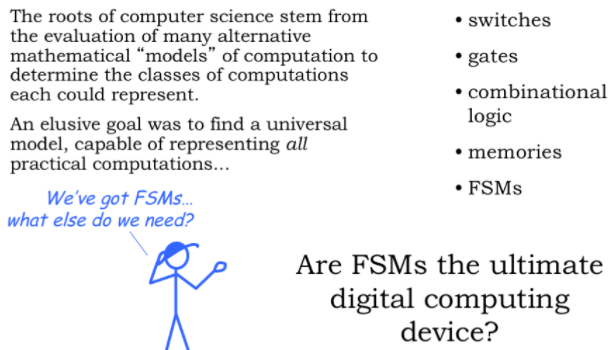 The roots of computer science stem from
the evaluation of many alternative
mathematical “models” of computation to
determine the classes of computations
each could represent.
An elusive goal was to find a universal
model, capable of representing all
practical computations...
We've got FSMs...
what else do we need?
• switches
• gates
• combinational
logic
• memories
• FSMs
Are FSMs the ultimate
digital computing
device?